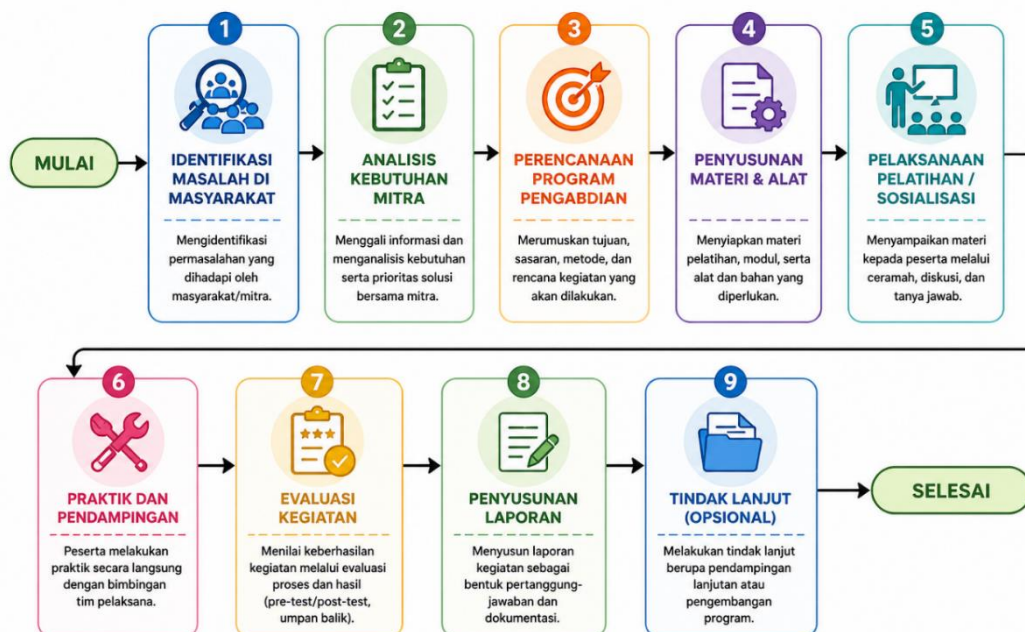 MULAI
1
IDENTIFIKASI
MASALAH DI
MASYARAKAT
Mengidentifikasi
permasalahan yang
dihadapi oleh
masyarakat/mitra.
2
ANALISIS
KEBUTUHAN
MITRA
Menggali informasi dan
menganalisis kebutuhan
serta prioritas solusi
bersama mitra.
3
PERENCANAAN
PROGRAM
PENGABDIAN
Merumuskan tujuan,
sasaran, metode, dan
rencana kegiatan yang
akan dilakukan.
4
PENYUSUNAN
MATERI & ALAT
Menyiapkan materi
pelatihan, modul, serta
alat dan bahan yang
diperlukan.
5
PELAKSANAAN
PELATIHAN /
SOSIALISASI
Menyampaikan materi
kepada peserta melalui
ceramah, diskusi, dan
tanya jawab.
6
PRAKTIK DAN
PENDAMPINGAN
Peserta melakukan
praktik secara langsung
dengan bimbingan
tim pelaksana.
7
EVALUASI
KEGIATAN
Menilai keberhasilan
kegiatan melalui evaluasi
proses dan hasil
(pre-test/post-test,
umpan balik).
8
PENYUSUNAN
LAPORAN
Menyusun laporan
kegiatan sebagai
bentuk pertanggung-
jawaban dan
dokumentasi.
9
TINDAK LANJUT
(OPSIONAL)
Melakukan tindak lanjut
berupa pendampingan
lanjutan atau
pengembangan
program.
SELESAI